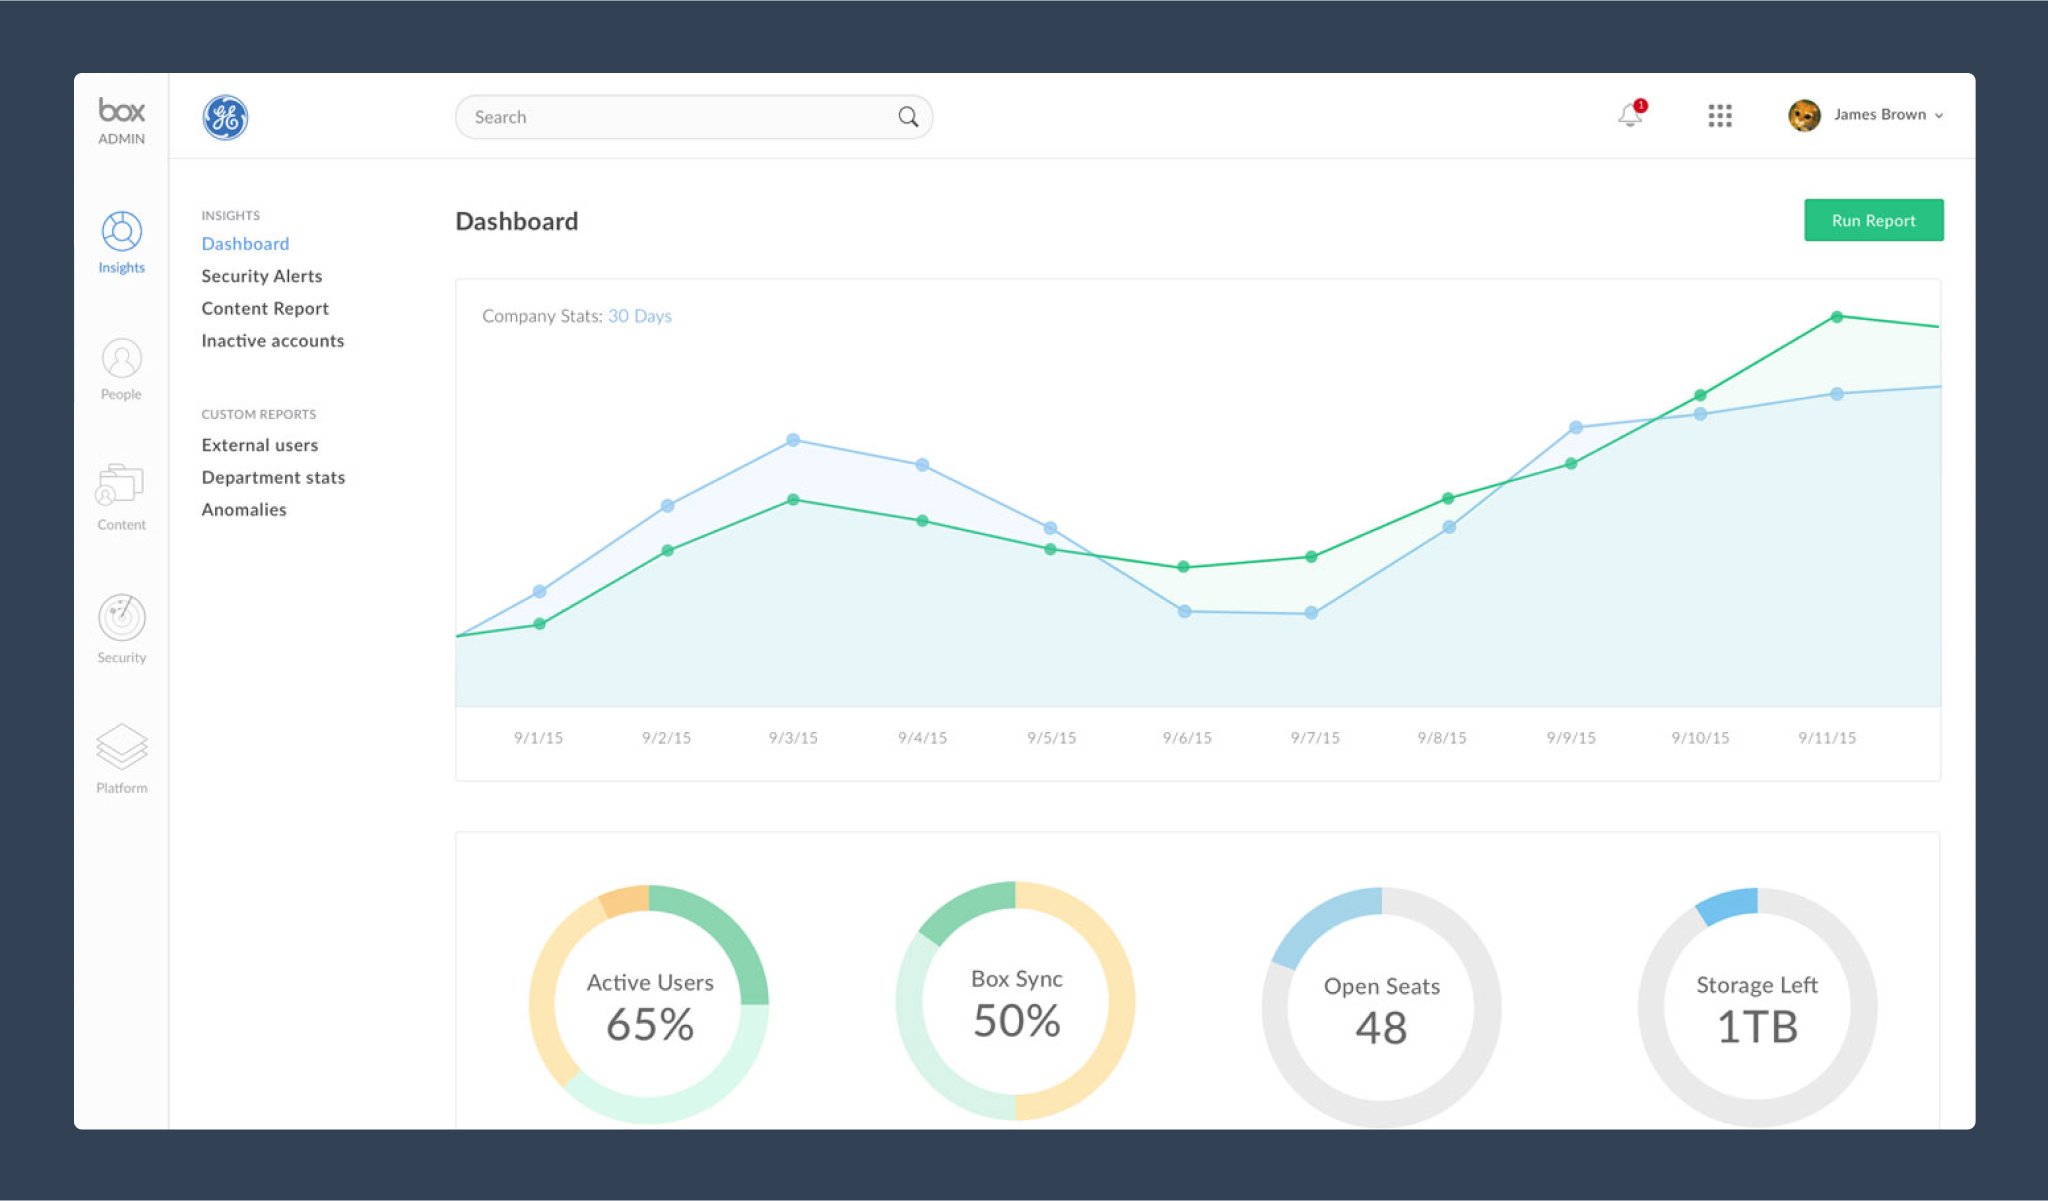 box
ADMIN
Search
1
James Brown
Insights
People
Content
Security
Platform
INSIGHTS
Dashboard
Security Alerts
Content Report
Inactive accounts
CUSTOM REPORTS
External users
Department stats
Anomalies
Dashboard
Run Report
Company Stats: 30 Days
9/1/15 9/2/15 9/3/15 9/4/15 9/5/15 9/6/15 9/7/15 9/8/15 9/9/15 9/10/15 9/11/15
Active Users
65%
Box Sync
50%
Open Seats
48
Storage Left
1TB